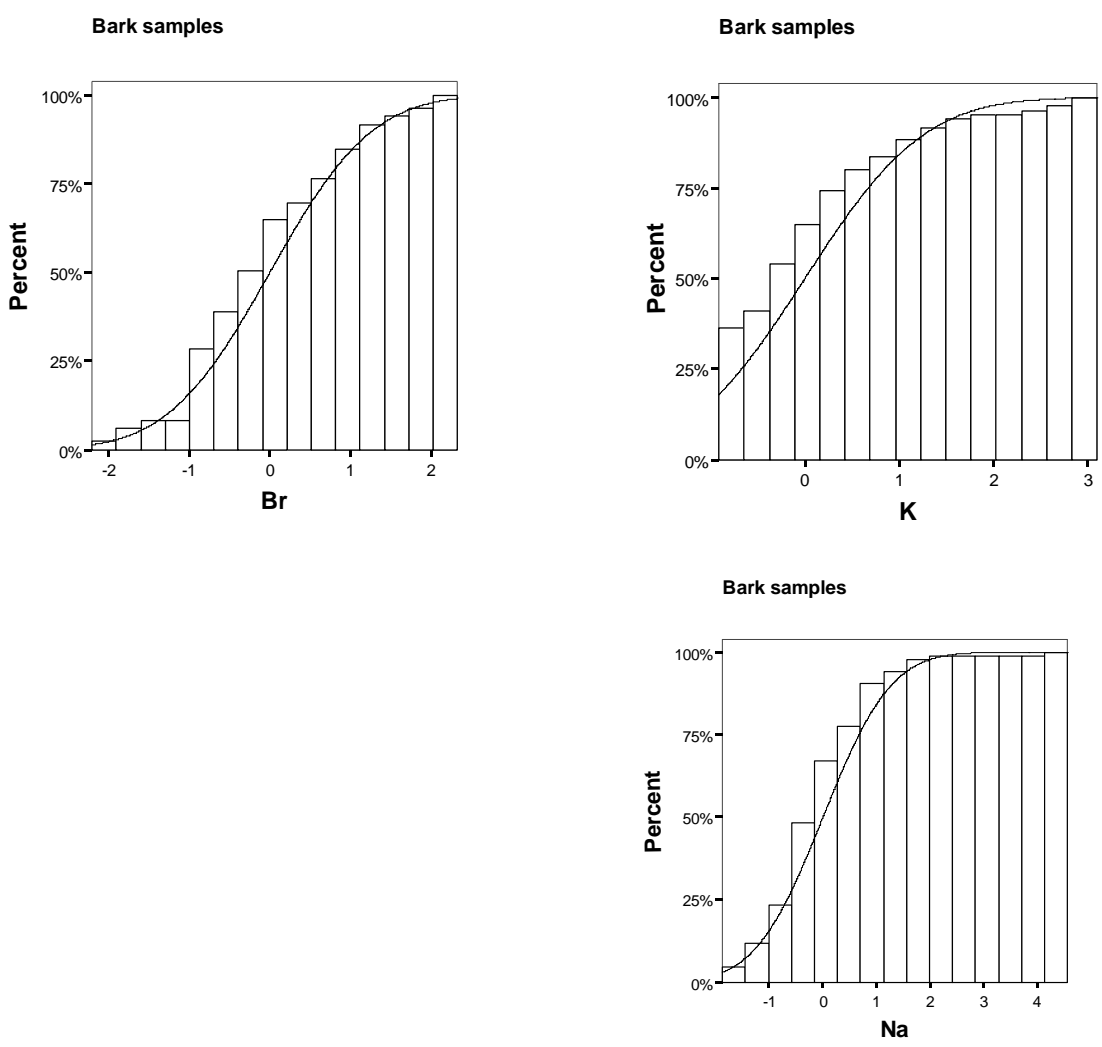 Bark samples
100%
75%
50%
25%
0%
Percent
-2 -1 0 1 2
Br
Bark samples
100%
75%
50%
25%
0%
Percent
0 1 2 3
K
Bark samples
100%
75%
50%
25%
0%
Percent
-1 0 1 2 3 4
Na